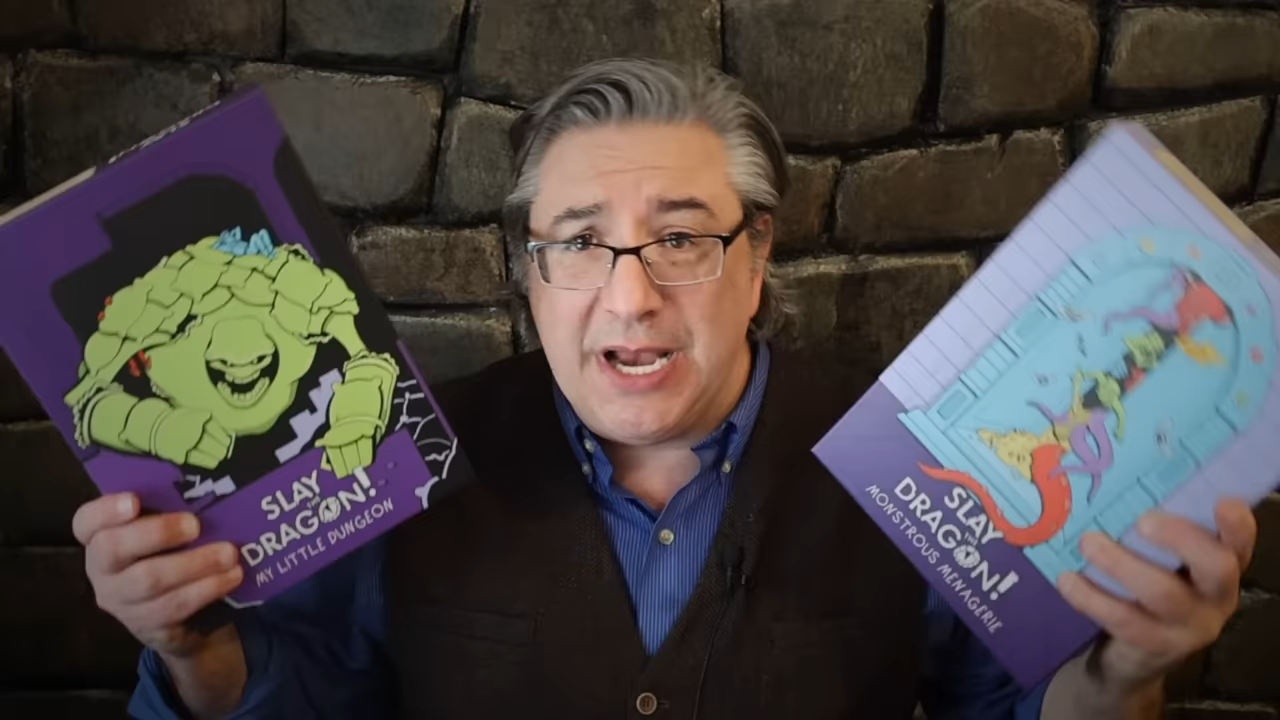 SLAY
THE
DRAGON!
MY LITTLE DUNGEON
SLAY
THE
DRAGON!
MONSTROUS MENAGERIE